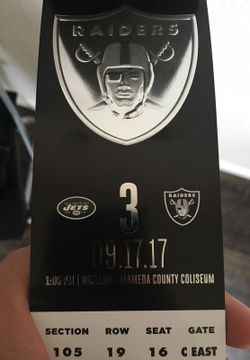 RAIDERS
JETS
RAIDERS
3
09.17.17
1:05 PM | OAKLAND - ALAMEDA COUNTY COLISEUM
SECTION ROW SEAT GATE
105 19 16 C EAST